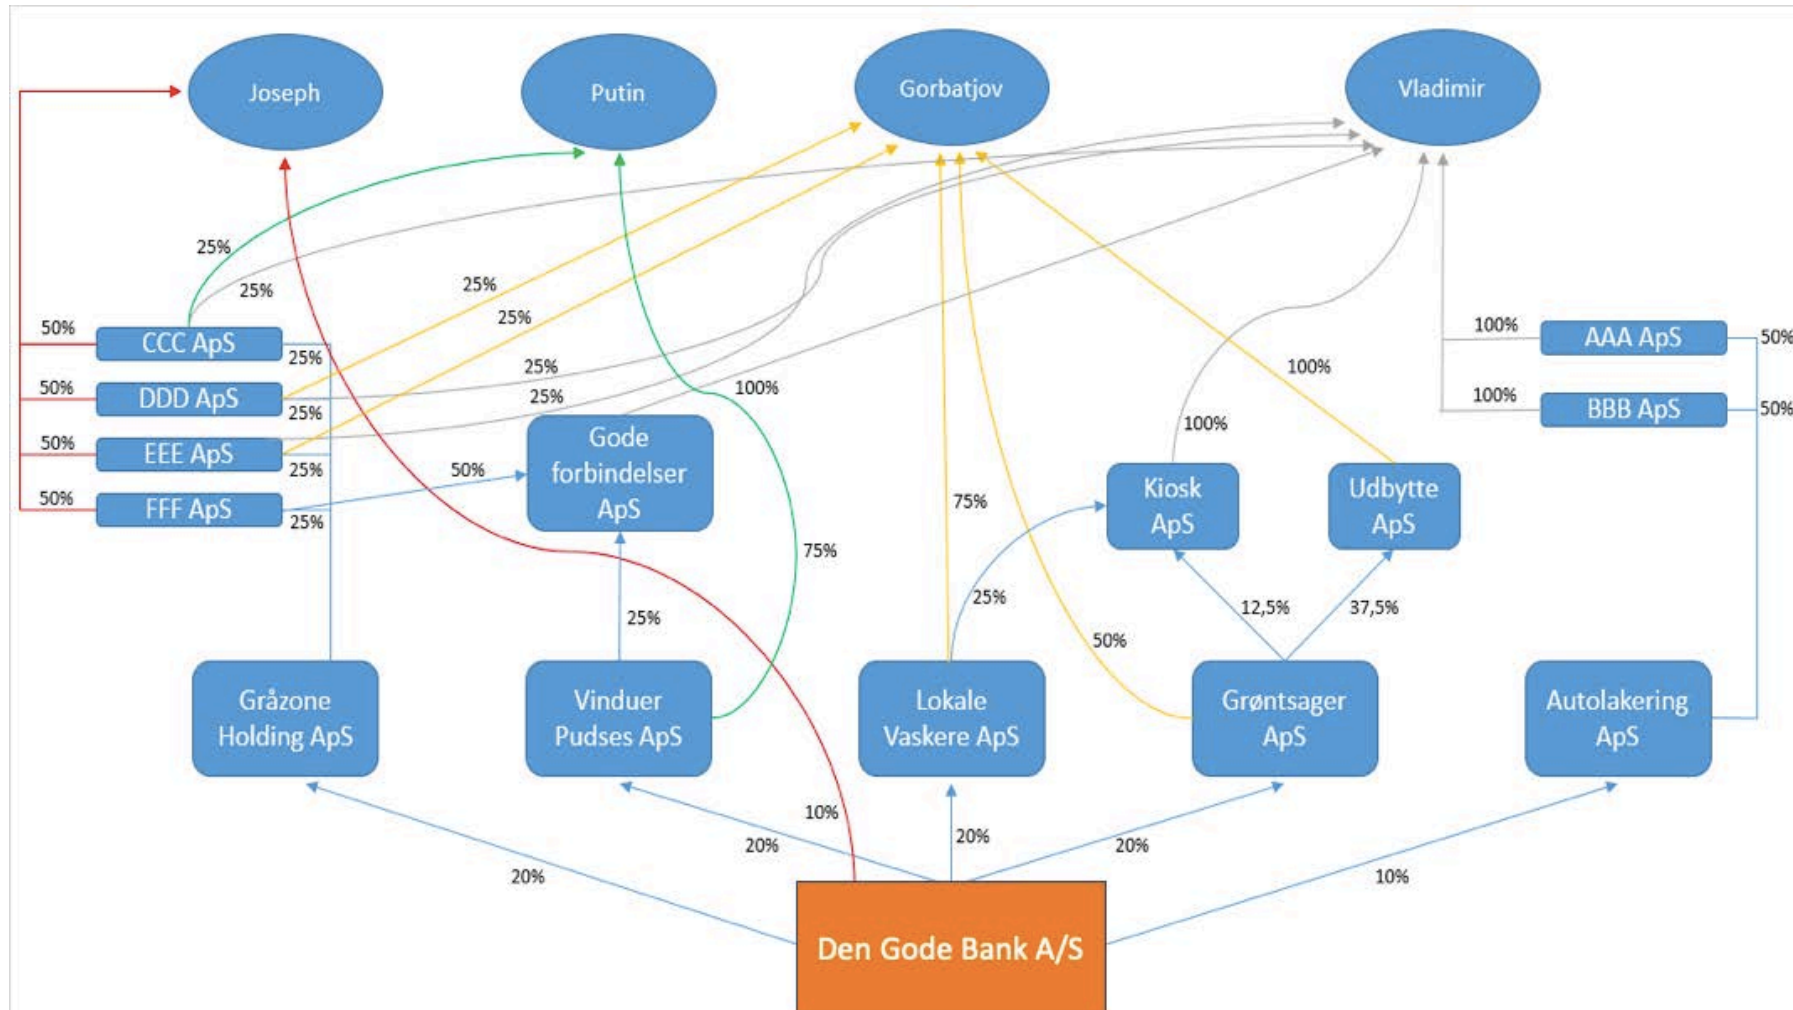 Joseph
Putin
Gorbatjov
Vladimir
25%
25%
25%
25%
50%
CCC ApS
25%
100%
AAA ApS
50%
50%
DDD ApS
25%
25%
100%
100%
50%
EEE ApS
25%
25%
100%
BBB ApS
50%
50%
FFF ApS
25%
50%
Gode
forbindelser
ApS
100%
Kiosk
ApS
Udbytte
ApS
75%
75%
25%
25%
12,5%
37,5%
50%
Gråzone
Holding ApS
Vinduer
Pudses ApS
Lokale
Vaskere ApS
Grøntsager
ApS
Autolakering
ApS
10%
20%
20%
20%
20%
10%
Den Gode Bank A/S